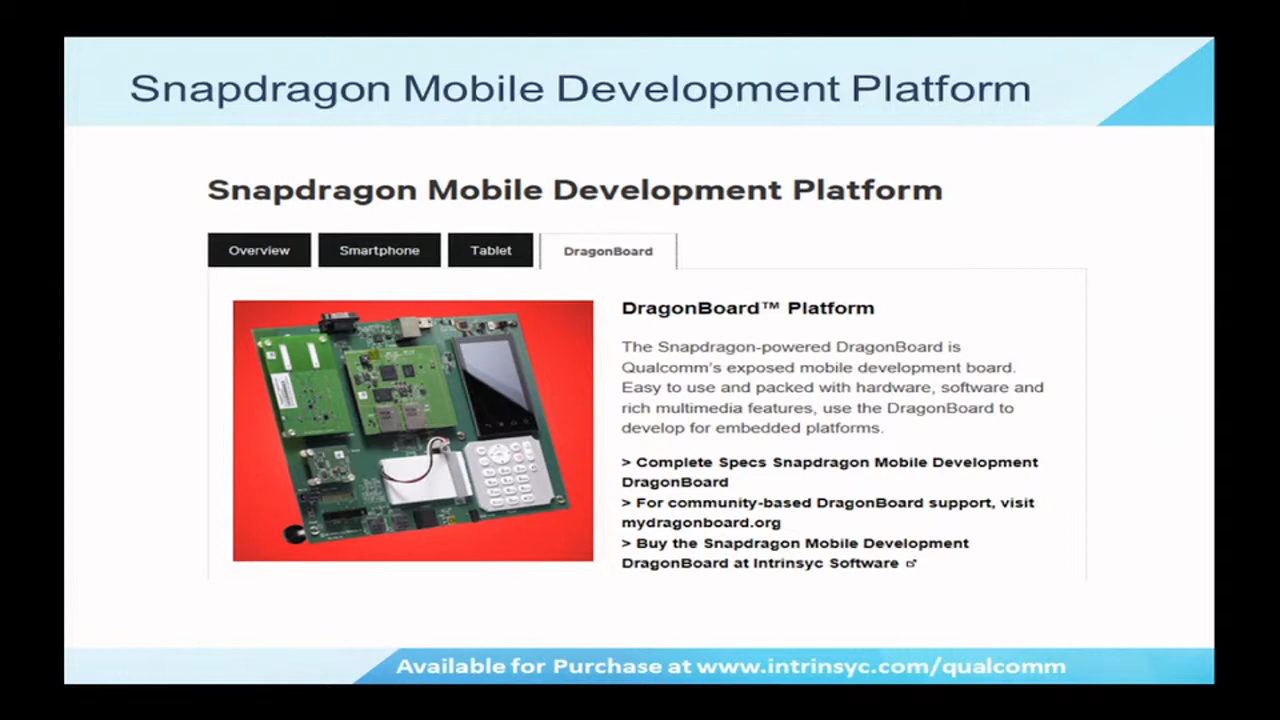 Snapdragon Mobile Development Platform
Snapdragon Mobile Development Platform
Overview
Smartphone
Tablet
DragonBoard
DragonBoard™ Platform
The Snapdragon-powered DragonBoard is
Qualcomm's exposed mobile development board.
Easy to use and packed with hardware, software and
rich multimedia features, use the DragonBoard to
develop for embedded platforms.
> Complete Specs Snapdragon Mobile Development
DragonBoard
> For community-based DragonBoard support, visit
mydragonboard.org
> Buy the Snapdragon Mobile Development
DragonBoard at Intrinsyc Software
Available for Purchase at www.intrinsyc.com/qualcomm